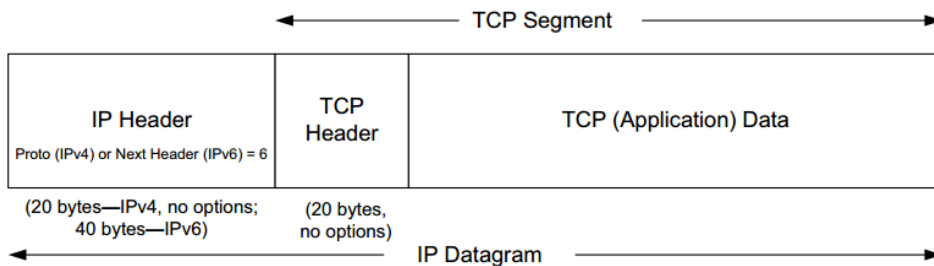 TCP Segment
IP Header
Proto (IPv4) or Next Header (IPv6) = 6
TCP
Header
TCP (Application) Data
(20 bytes—IPv4, no options;
40 bytes—IPv6)
(20 bytes,
no options)
IP Datagram